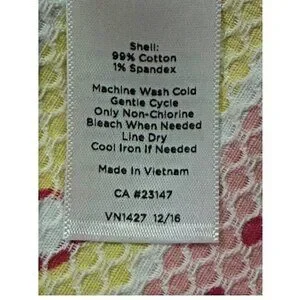 Shell:
99% Cotton
1% Spandex
Machine Wash Cold
Gentle Cycle
Only Non-Chlorine
Bleach When Needed
Line Dry
Cool Iron If Needed
Made In Vietnam
CA #23147
VN1427 12/16